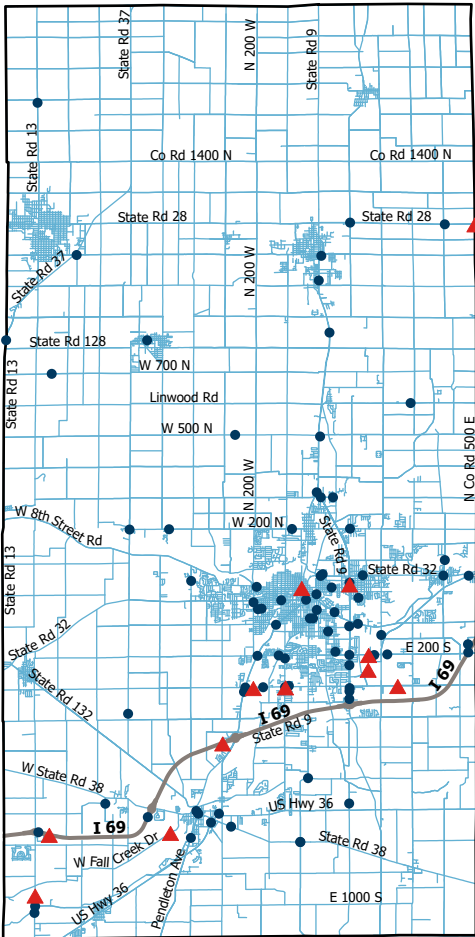 State Rd 37
N 200 W
State Rd 9
State Rd 13
Co Rd 1400 N
Co Rd 1400 N
State Rd 28
State Rd 28
State Rd 37
N 200 W
State Rd 128
W 700 N
State Rd 13
Linwood Rd
W 500 N
N Co Rd 500 E
N 200 W
W 8th Street Rd
W 200 N
State Rd 9
State Rd 13
State Rd 32
State Rd 32
E 200 S
I 69
State Rd 132
I 69
State Rd 9
W State Rd 38
US Hwy 36
I 69
W Fall Creek Dr
State Rd 38
Pendleton Ave
US Hwy 36
E 1000 S